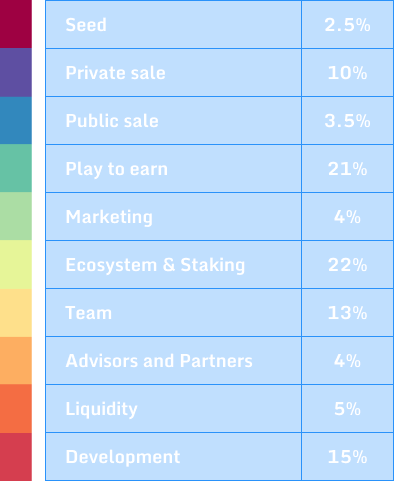 Seed 2.5%
Private sale 10%
Public sale 3.5%
Play to earn 21%
Marketing 4%
Ecosystem & Staking 22%
Team 13%
Advisors and Partners 4%
Liquidity 5%
Development 15%